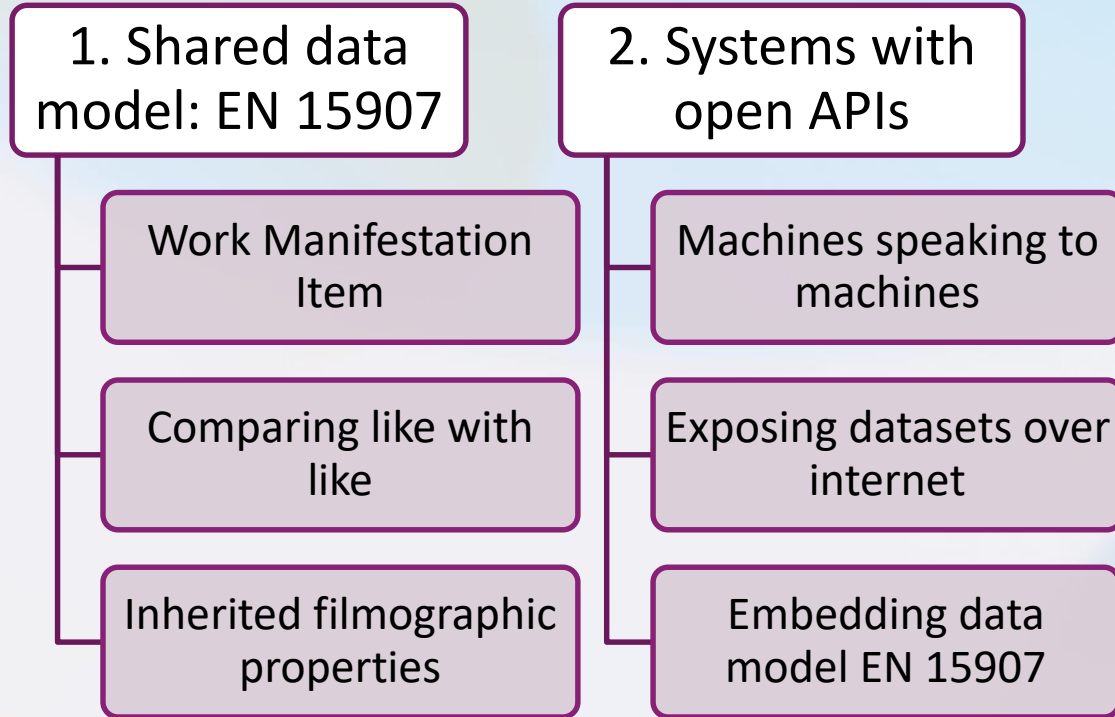 1. Shared data
model: EN 15907
Work Manifestation
Item
Comparing like with
like
Inherited filmographic
properties
2. Systems with
open APIs
Machines speaking to
machines
Exposing datasets over
internet
Embedding data
model EN 15907